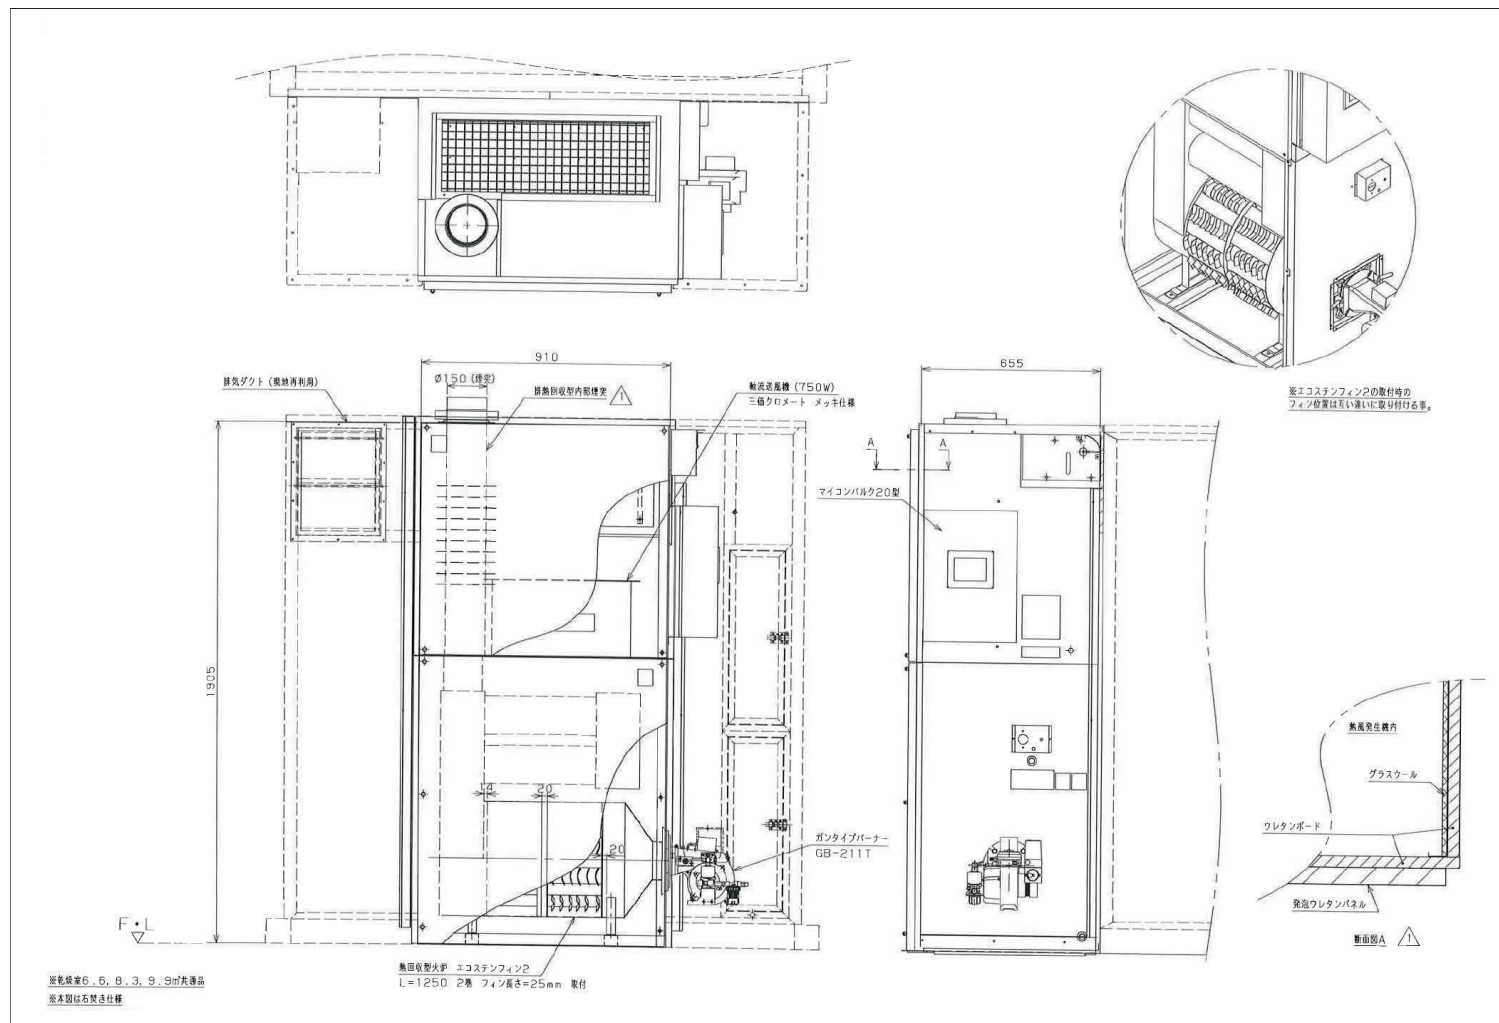 910
655
Ø150 (煙突)
排気ダクト (現地再利用)
排熱回収型内部煙突
1
軸流送風機 (750W)
三価クロメート メッキ仕様
※エコステンフィン2の取付時の
フィン位置は互い違いに取り付ける事。
A
A
マイコンバルク20型
1905
熱風発生機内
グラスウール
ウレタンボード
14
20
20
ガンタイプバーナー
GB-211T
発泡ウレタンパネル
F・L
断面図A
1
熱回収型火炉 エコステンフィン2
L=1250 2巻 フィン長さ=25mm 取付
※乾燥室6.6, 8.3, 9.9㎡共通品
※本図は右焚き仕様